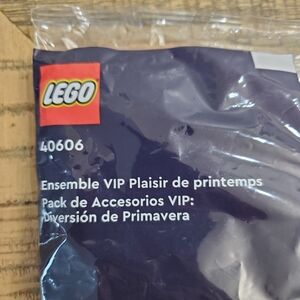 LEGO
40606
Ensemble VIP Plaisir de printemps
Pack de Accesorios VIP:
Diversión de Primavera